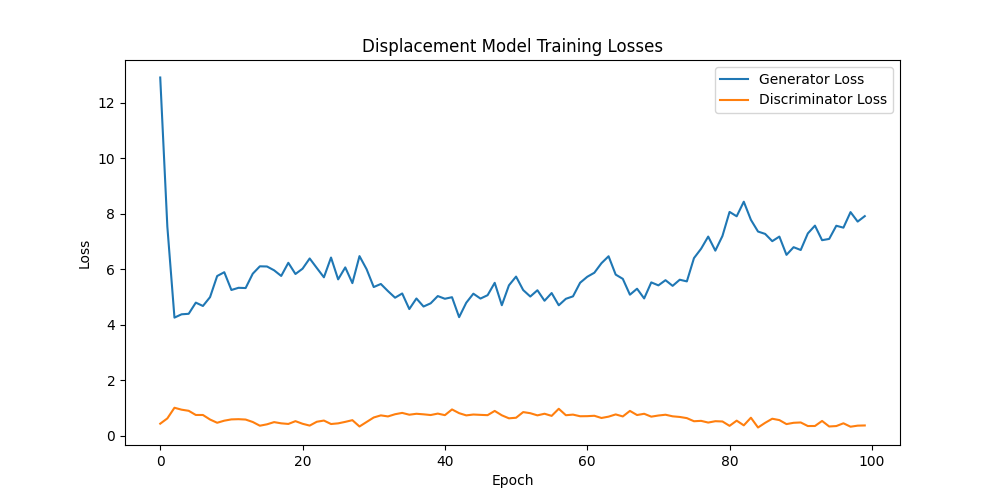 Displacement Model Training Losses
Generator Loss
Discriminator Loss
Loss
12
10
8
6
4
2
0
0 20 40 60 80 100
Epoch